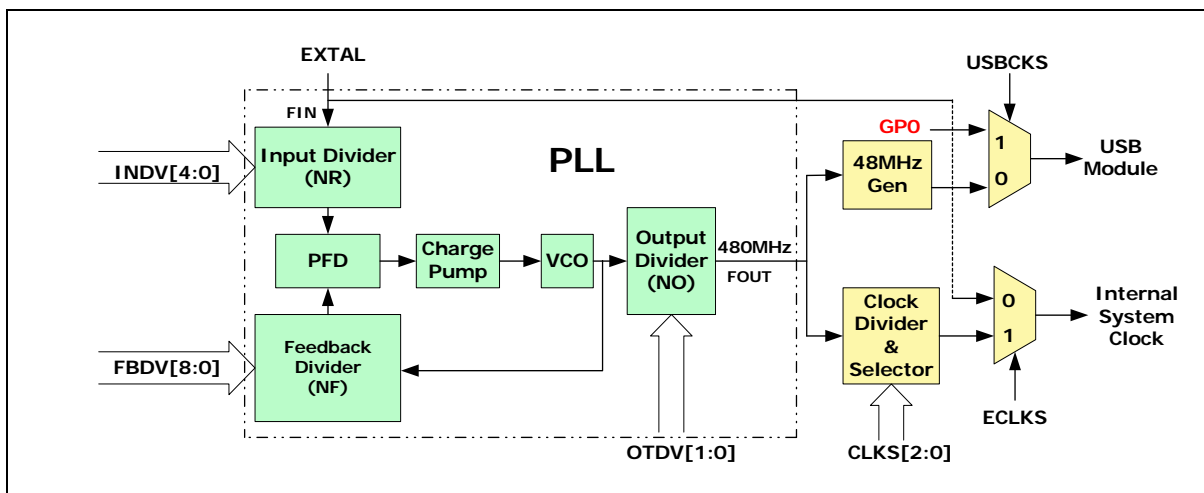 EXTAL
USBCKS
FIN
GP0
Input Divider
(NR)
PLL
1
48MHz
Gen
0
USB
Module
INDV[4:0]
PFD
Charge
Pump
VCO
Output
Divider
(NO)
480MHz
FOUT
Clock
Divider
&
Selector
0
1
Internal
System
Clock
Feedback
Divider
(NF)
FBDV[8:0]
ECLKS
OTDV[1:0]
CLKS[2:0]